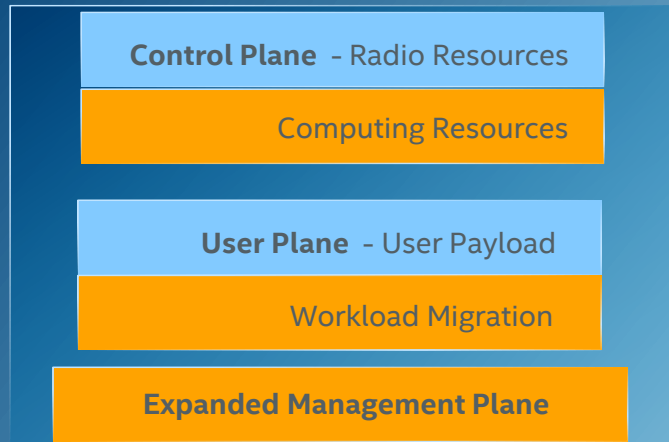 Control Plane - Radio Resources
Computing Resources
User Plane - User Payload
Workload Migration
Expanded Management Plane